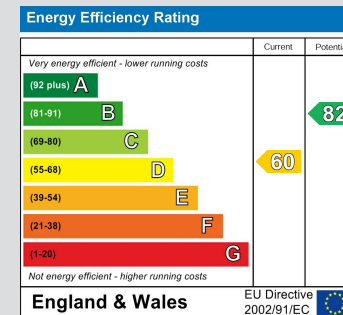 Energy Efficiency Rating
Current
Very energy efficient - lower running costs
(92 plus) A
(81-91) B
82
(69-80) C
(55-68) D
60
(39-54) E
(21-38) F
(1-20) G
Not energy efficient - higher running costs
England & Wales
EU Directive
2002/91/EC